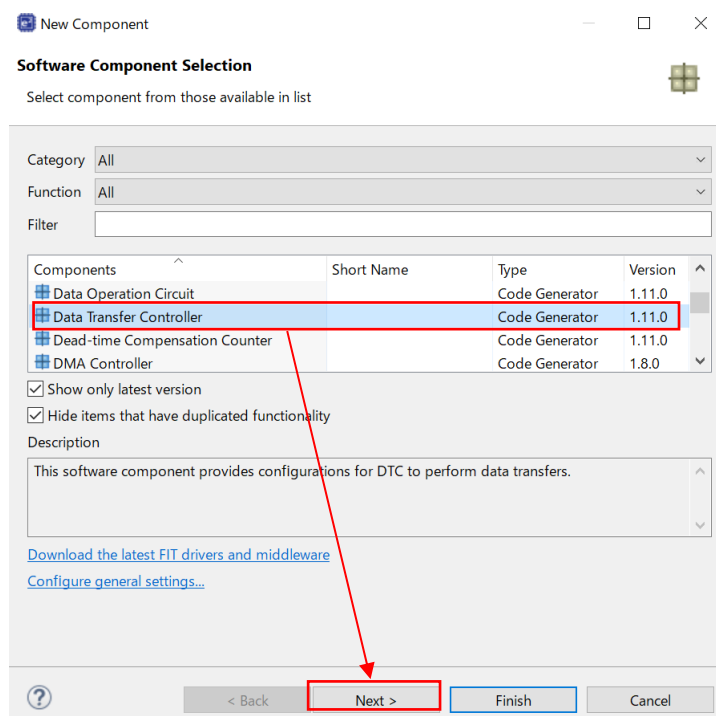 New Component
Software Component Selection
Select component from those available in list
Category All
Function All
Filter
Components Short Name Type Version
Data Operation Circuit Code Generator 1.11.0
Data Transfer Controller Code Generator 1.11.0
Dead-time Compensation Counter Code Generator 1.11.0
DMA Controller Code Generator 1.8.0
Show only latest version
Hide items that have duplicated functionality
Description
This software component provides configurations for DTC to perform data transfers.
Download the latest FIT drivers and middleware
Configure general settings...
? < Back Next > Finish Cancel